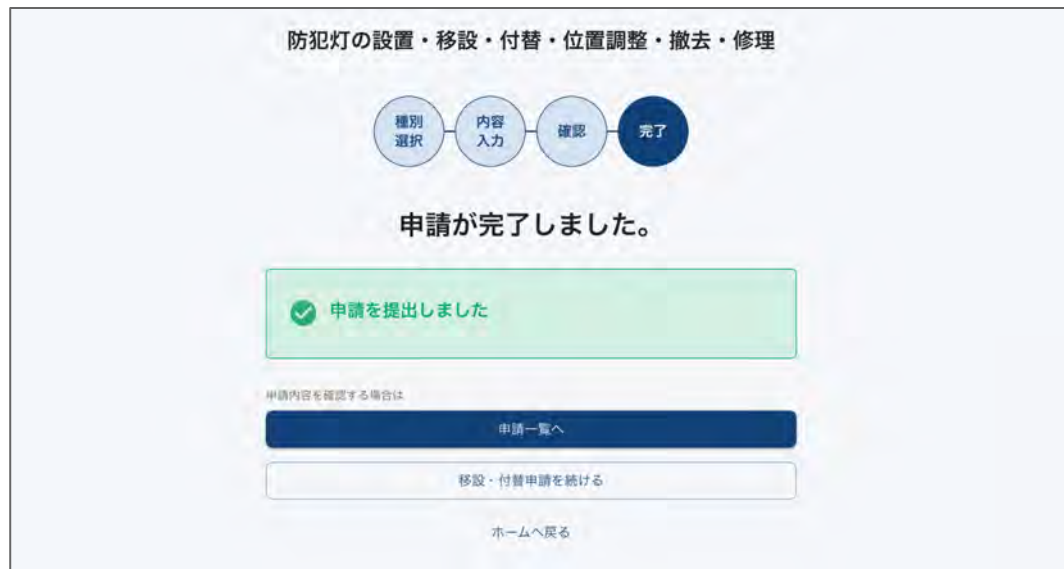 防犯灯の設置・移設・付替・位置調整・撤去・修理
種別
選択
内容
入力
確認
完了
申請が完了しました。
申請を提出しました
申請内容を確認する場合は
申請一覧へ
移設・付替申請を続ける
ホームへ戻る